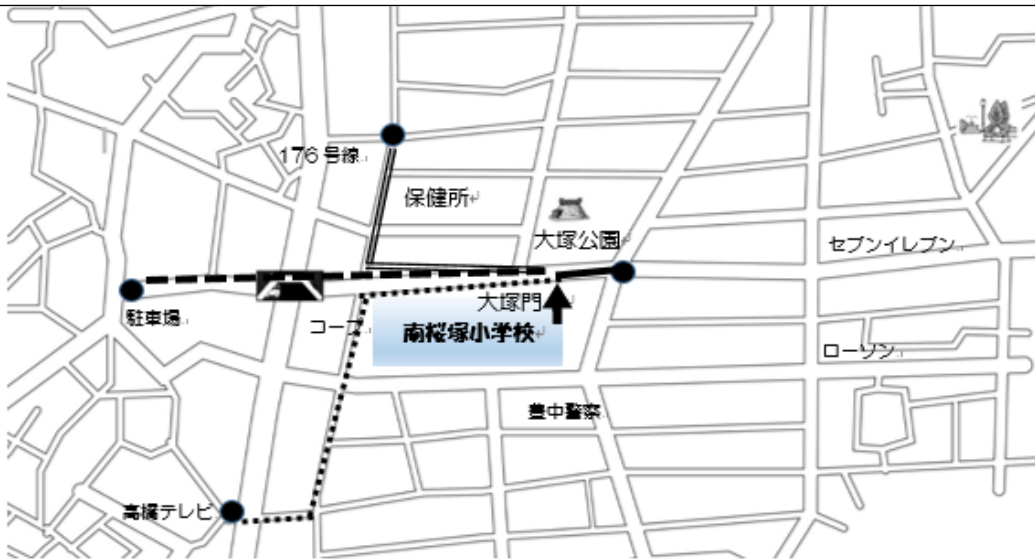 176号線
保健所
大塚公園
セブンイレブン
大塚門
駐車場
コープ
南桜塚小学校
ローソン
豊中警察
高橋テレビ